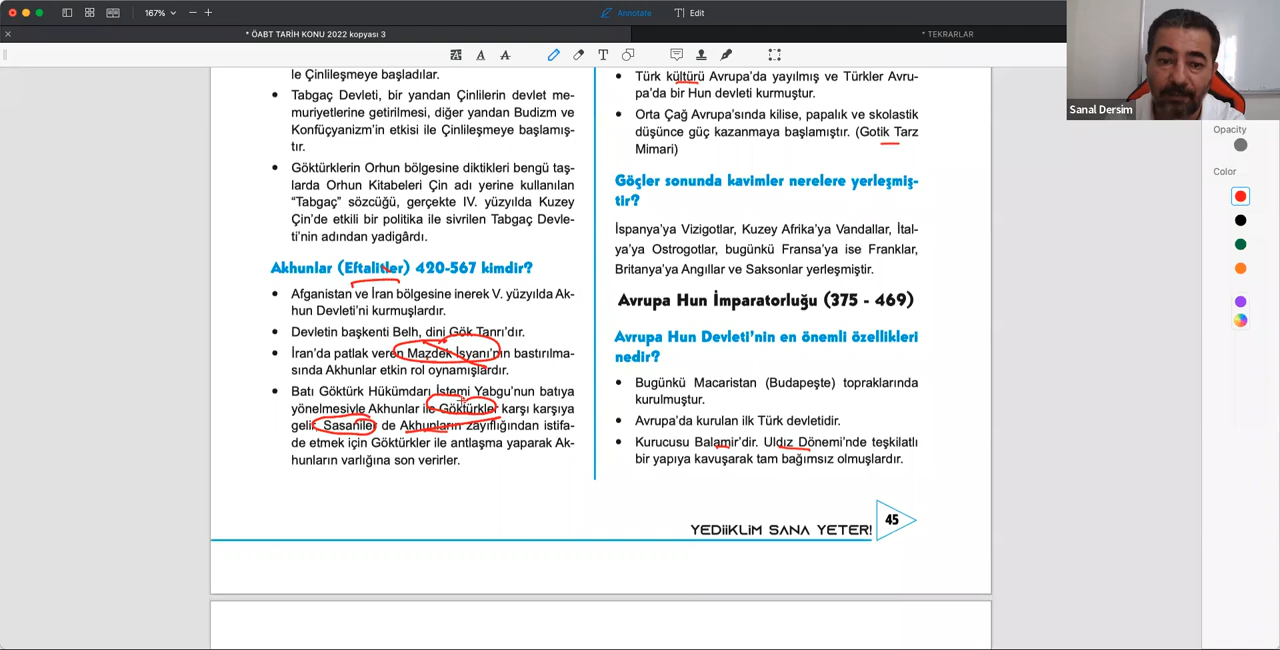 167%
Annotate
Edit
* ÖABT TARİH KONU 2022 kopyası 3
* TEKRARLAR
Sanal Dersim
Opacity
Color
le Çinlileşmeye başladılar.
Tabgaç Devleti, bir yandan Çinlilerin devlet me-
muriyetlerine getirilmesi, diğer yandan Budizm ve
Konfüçyanizm’in etkisi ile Çinlileşmeye başlamış-
tır.
Göktürklerin Orhun bölgesine diktikleri bengü taş-
larda Orhun Kitabeleri Çin adı yerine kullanılan
“Tabgaç” sözcüğü, gerçekte IV. yüzyılda Kuzey
Çin’de etkili bir politika ile sivrilen Tabgaç Devle-
ti’nin adından yadigârdı.
Akhunlar (Eftalitler) 420-567 kimdir?
Afganistan ve İran bölgesine inerek V. yüzyılda Ak-
hun Devleti’ni kurmuşlardır.
Devletin başkenti Belh, dini Gök Tanrı’dır.
İran’da patlak veren Mazdek İsyanı’nın bastırılma-
sında Akhunlar etkin rol oynamışlardır.
Batı Göktürk Hükümdarı İstemi Yabgu’nun batıya
yönelmesiyle Akhunlar ile Göktürkler karşı karşıya
gelir. Sasaniler de Akhunların zayıflığından istifa-
de etmek için Göktürkler ile antlaşma yaparak Ak-
hunların varlığına son verirler.
Türk kültürü Avrupa’da yayılmış ve Türkler Avru-
pa’da bir Hun devleti kurmuştur.
Orta Çağ Avrupa’sında kilise, papalık ve skolastik
düşünce güç kazanmaya başlamıştır. (Gotik Tarz
Mimari)
Göçler sonunda kavimler nerelere yerleşmiş-
tir?
İspanya’ya Vizigotlar, Kuzey Afrika’ya Vandallar, İtal-
ya’ya Ostrogotlar, bugünkü Fransa’ya ise Franklar,
Britanya’ya Angıllar ve Saksonlar yerleşmiştir.
Avrupa Hun İmparatorluğu (375 - 469)
Avrupa Hun Devleti’nin en önemli özellikleri
nedir?
Bugünkü Macaristan (Budapeşte) topraklarında
kurulmuştur.
Avrupa’da kurulan ilk Türk devletidir.
Kurucusu Balamir’dir. Uldız Dönemi’nde teşkilatlı
bir yapıya kavuşarak tam bağımsız olmuşlardır.
YEDİİKLİM SANA YETER!
45